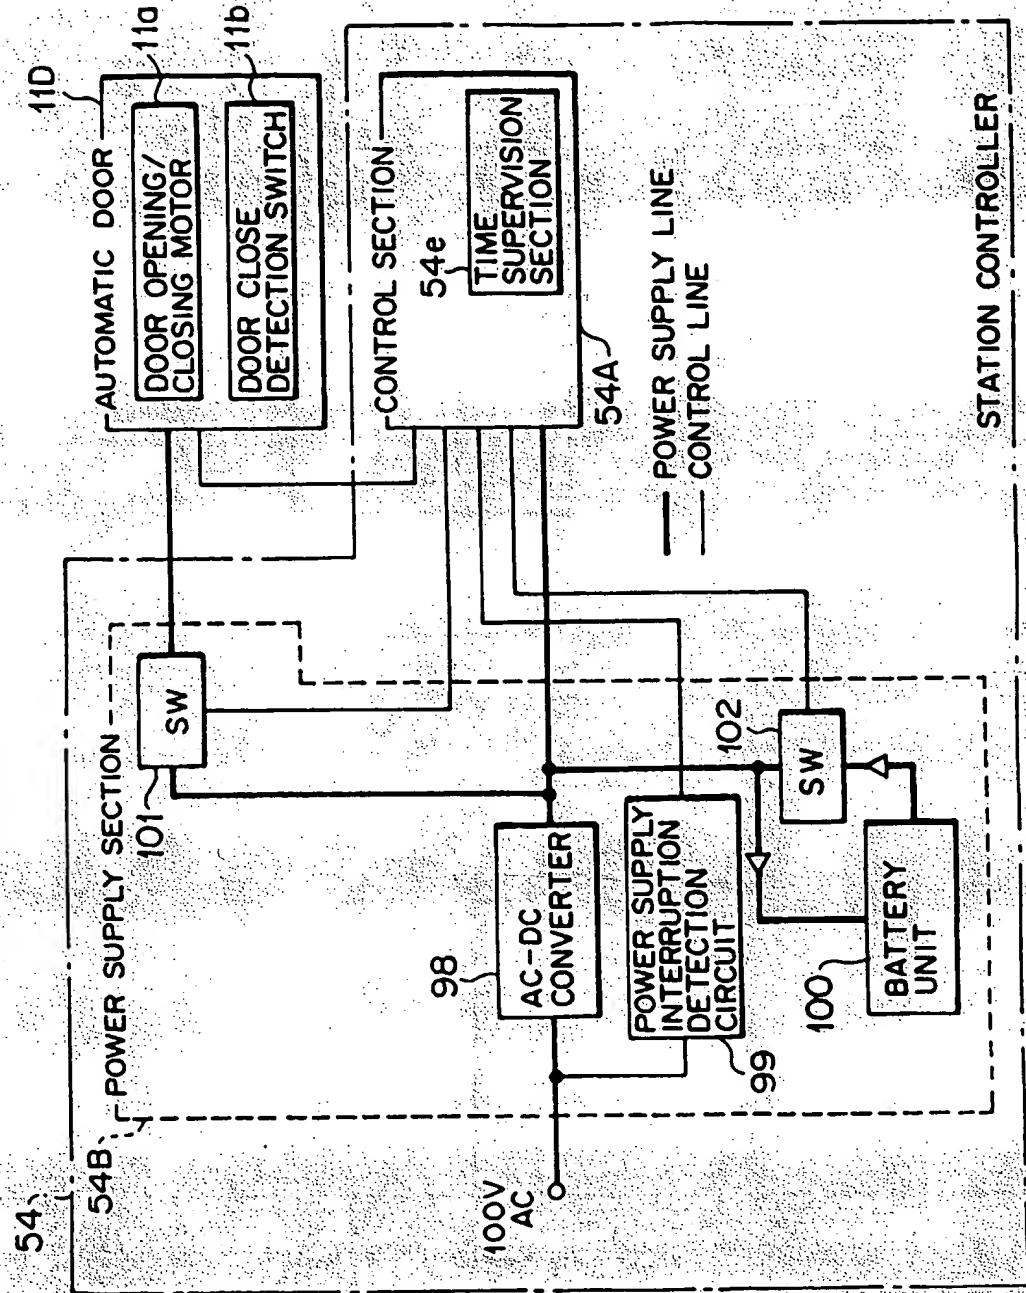 54
54B
POWER SUPPLY SECTION
101
SW
AUTOMATIC DOOR
11D
DOOR OPENING/
CLOSING MOTOR
11a
DOOR CLOSE
DETECTION SWITCH
11b
CONTROL SECTION
54e
TIME
SUPERVISION
SECTION
54A
100V
AC
98
AC-DC
CONVERTER
POWER SUPPLY
INTERRUPTION
DETECTION
CIRCUIT
99
102
SW
100
BATTERY
UNIT
POWER SUPPLY LINE
CONTROL LINE
STATION CONTROLLER